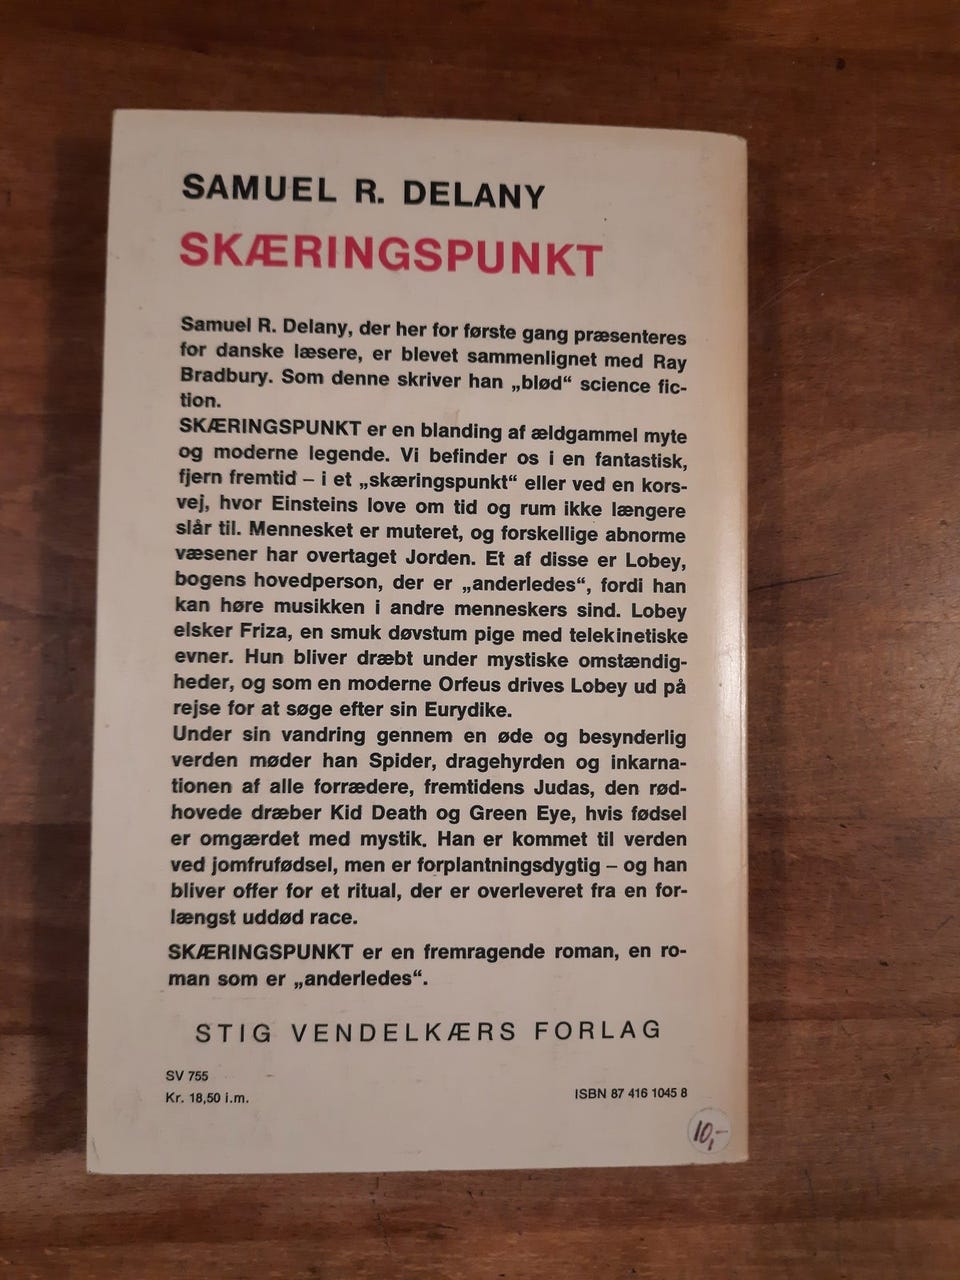 SAMUEL R. DELANY
SKÆRINGSPUNKT
Samuel R. Delany, der her for første gang præsenteres
for danske læsere, er blevet sammenlignet med Ray
Bradbury. Som denne skriver han „blød“ science fic-
tion.
SKÆRINGSPUNKT er en blanding af ældgammel myte
og moderne legende. Vi befinder os i en fantastisk,
fjern fremtid – i et „skæringspunkt“ eller ved en kors-
vej, hvor Einsteins love om tid og rum ikke længere
slår til. Mennesket er muteret, og forskellige abnorme
væsener har overtaget Jorden. Et af disse er Lobey,
bogens hovedperson, der er „anderledes“, fordi han
kan høre musikken i andre menneskers sind. Lobey
elsker Friza, en smuk døvstum pige med telekinetiske
evner. Hun bliver dræbt under mystiske omstændig-
heder, og som en moderne Orfeus drives Lobey ud på
rejse for at søge efter sin Eurydike.
Under sin vandring gennem en øde og besynderlig
verden møder han Spider, dragehyrden og inkarna-
tionen af alle forrædere, fremtidens Judas, den rød-
hovede dræber Kid Death og Green Eye, hvis fødsel
er omgærdet med mystik. Han er kommet til verden
ved jomfrufødsel, men er forplantningsdygtig – og han
bliver offer for et ritual, der er overleveret fra en for-
længst uddød race.
SKÆRINGSPUNKT er en fremragende roman, en ro-
man som er „anderledes“.
STIG VENDELKÆRS FORLAG
SV 755
Kr. 18,50 i.m.
ISBN 87 416 1045 8
10,-